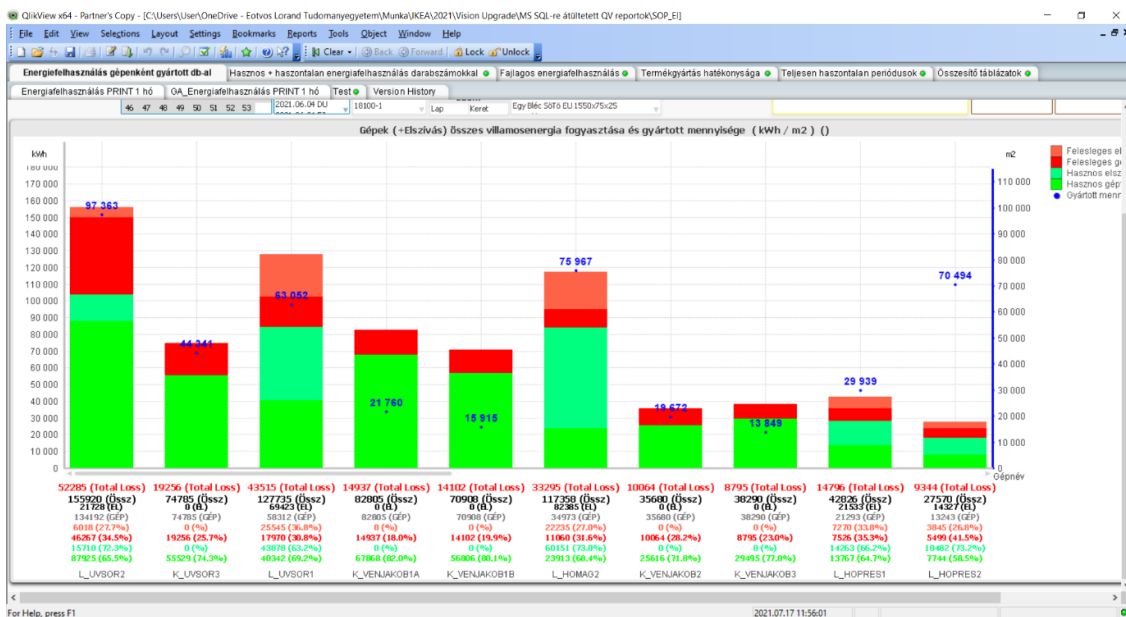 QlikView x64 - Partner's Copy - [C:\Users\User\OneDrive - Eotvos Lorand Tudomanyegyetem\Munka\IKEA\2021\Vision Upgrade\MS SQL-re átültetett QV reportok\SOP_EI]
File Edit View Selections Layout Settings Bookmarks Reports Tools Object Window Help
Clear Back Forward Lock Unlock
Energiafelhasználás gépenként gyártott db-al Hasznos + haszontalan energiafelhasználás darabszámokkal Fajlagos energiafelhasználás Termékgyártás hatékonysága Teljesen haszontalan periódusok Összesítő táblázatok
Energiafelhasználás PRINT 1 hó GA_Energiafelhasználás PRINT 1 hó Test Version History
46 47 48 49 50 51 52 53 2021.06.04 DU 18100-1 Lap Keret Egy Bléc SöTö EU 1550x75x25
Gépek (+Elszívás) összes villamosenergia fogyasztása és gyártott mennyisége ( kWh / m2 ) ()
kWh
180 000
170 000
160 000
150 000
140 000
130 000
120 000
110 000
100 000
90 000
80 000
70 000
60 000
50 000
40 000
30 000
20 000
10 000
0
97 363
44 341
63 052
21 760
15 915
75 967
19 672
13 849
29 939
70 494
m2
110 000
100 000
90 000
80 000
70 000
60 000
50 000
40 000
30 000
20 000
10 000
0
Gépnév
Felesleges el
Felesleges gé
Hasznos elsz
Hasznos gép
Gyártott menn
52285 (Total Loss) 19256 (Total Loss) 43515 (Total Loss) 14937 (Total Loss) 14102 (Total Loss) 33295 (Total Loss) 10064 (Total Loss) 8795 (Total Loss) 14796 (Total Loss) 9344 (Total Loss)
155920 (Össz) 74785 (Össz) 127735 (Össz) 82805 (Össz) 70908 (Össz) 117358 (Össz) 35680 (Össz) 38290 (Össz) 42826 (Össz) 27570 (Össz)
21728 (EL) 0 (EL) 69423 (EL) 0 (EL) 0 (EL) 82385 (EL) 0 (EL) 0 (EL) 21533 (EL) 14327 (EL)
134192 (GÉP) 74785 (GÉP) 58312 (GÉP) 82805 (GÉP) 70908 (GÉP) 34973 (GÉP) 35680 (GÉP) 38290 (GÉP) 21293 (GÉP) 13243 (GÉP)
6018 (27.7%) 0 (%) 25545 (36.8%) 0 (%) 0 (%) 22235 (27.0%) 0 (%) 0 (%) 7270 (33.8%) 3845 (26.8%)
46267 (34.5%) 19256 (25.7%) 17970 (30.8%) 14937 (18.0%) 14102 (19.9%) 11060 (31.6%) 10064 (28.2%) 8795 (23.0%) 7526 (35.3%) 5499 (41.5%)
15710 (72.3%) 0 (%) 43878 (63.2%) 0 (%) 0 (%) 60151 (73.0%) 0 (%) 0 (%) 14263 (66.2%) 10482 (73.2%)
87925 (65.5%) 55529 (74.3%) 40342 (69.2%) 67868 (82.0%) 56806 (80.1%) 23913 (68.4%) 25616 (71.8%) 29495 (77.0%) 13767 (64.7%) 7744 (58.5%)
L_UVSOR2 K_UVSOR3 L_UVSOR1 K_VENJAKOB1A K_VENJAKOB1B L_HOMAG2 K_VENJAKOB2 K_VENJAKOB3 L_HOPRES1 L_HOPRES2
For Help, press F1 2021.07.17 11:56:01